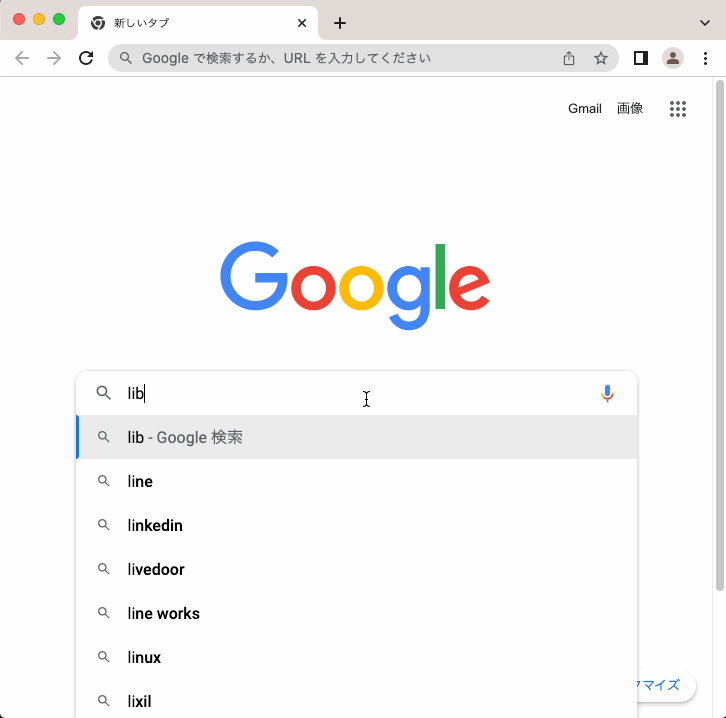 新しいタブ
Google で検索するか、URL を入力してください
Gmail 画像
Google
lib
lib - Google 検索
line
linkedin
livedoor
line works
linux
lixil
マイズ